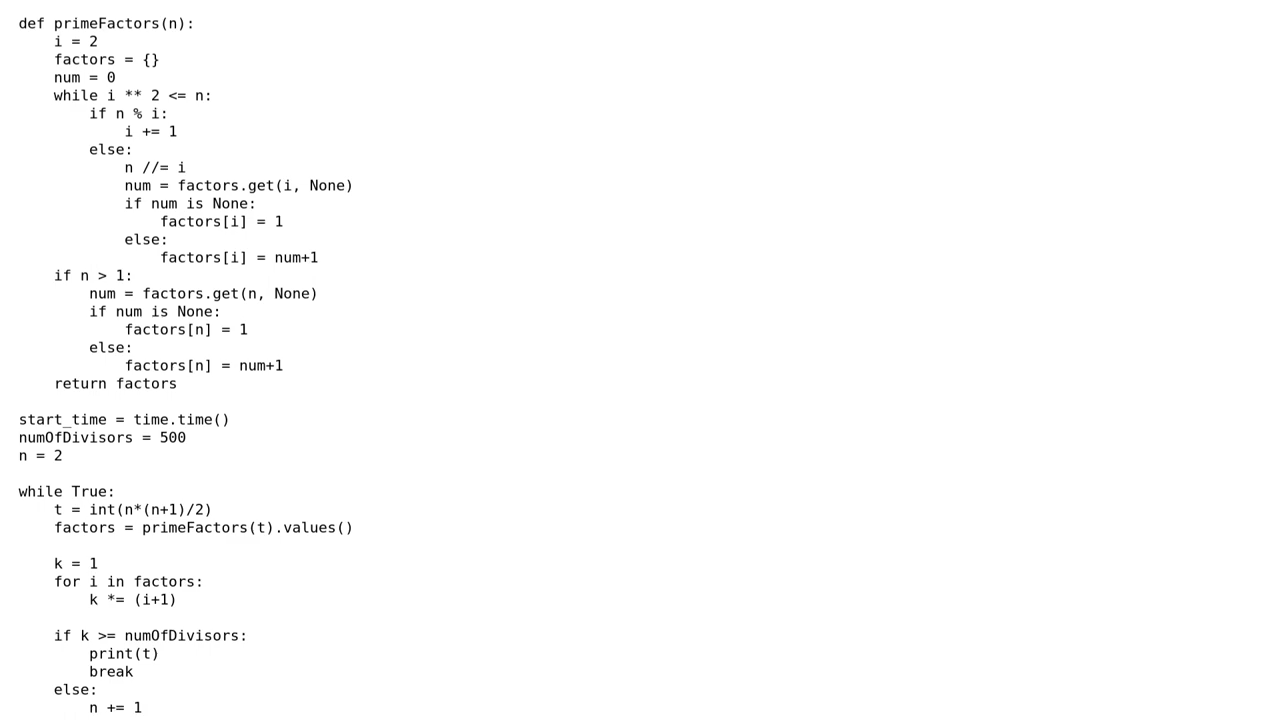 def primeFactors(n):
    i = 2
    factors = {}
    num = 0
    while i ** 2 <= n:
        if n % i:
            i += 1
        else:
            n //= i
            num = factors.get(i, None)
            if num is None:
                factors[i] = 1
            else:
                factors[i] = num+1
    if n > 1:
        num = factors.get(n, None)
        if num is None:
            factors[n] = 1
        else:
            factors[n] = num+1
    return factors

start_time = time.time()
numOfDivisors = 500
n = 2

while True:
    t = int(n*(n+1)/2)
    factors = primeFactors(t).values()

    k = 1
    for i in factors:
        k *= (i+1)

    if k >= numOfDivisors:
        print(t)
        break
    else:
        n += 1